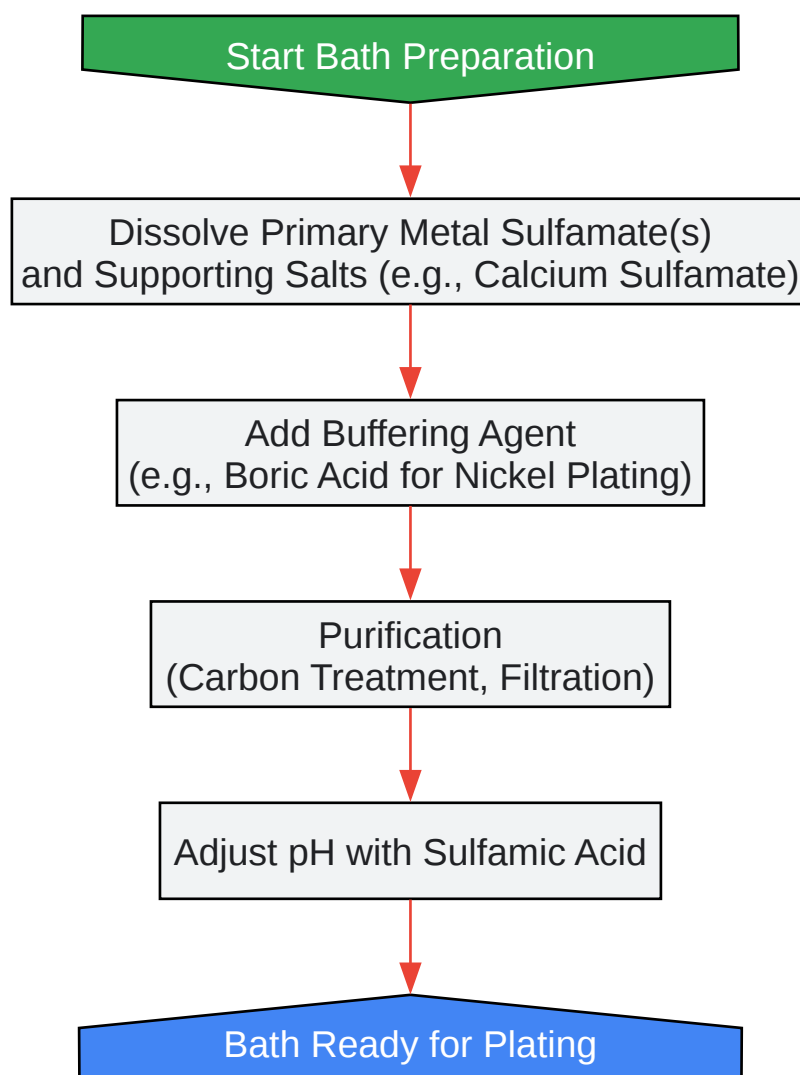 Start Bath Preparation
Dissolve Primary Metal Sulfamate(s)
and Supporting Salts (e.g., Calcium Sulfamate)
Add Buffering Agent
(e.g., Boric Acid for Nickel Plating)
Purification
(Carbon Treatment, Filtration)
Adjust pH with Sulfamic Acid
Bath Ready for Plating